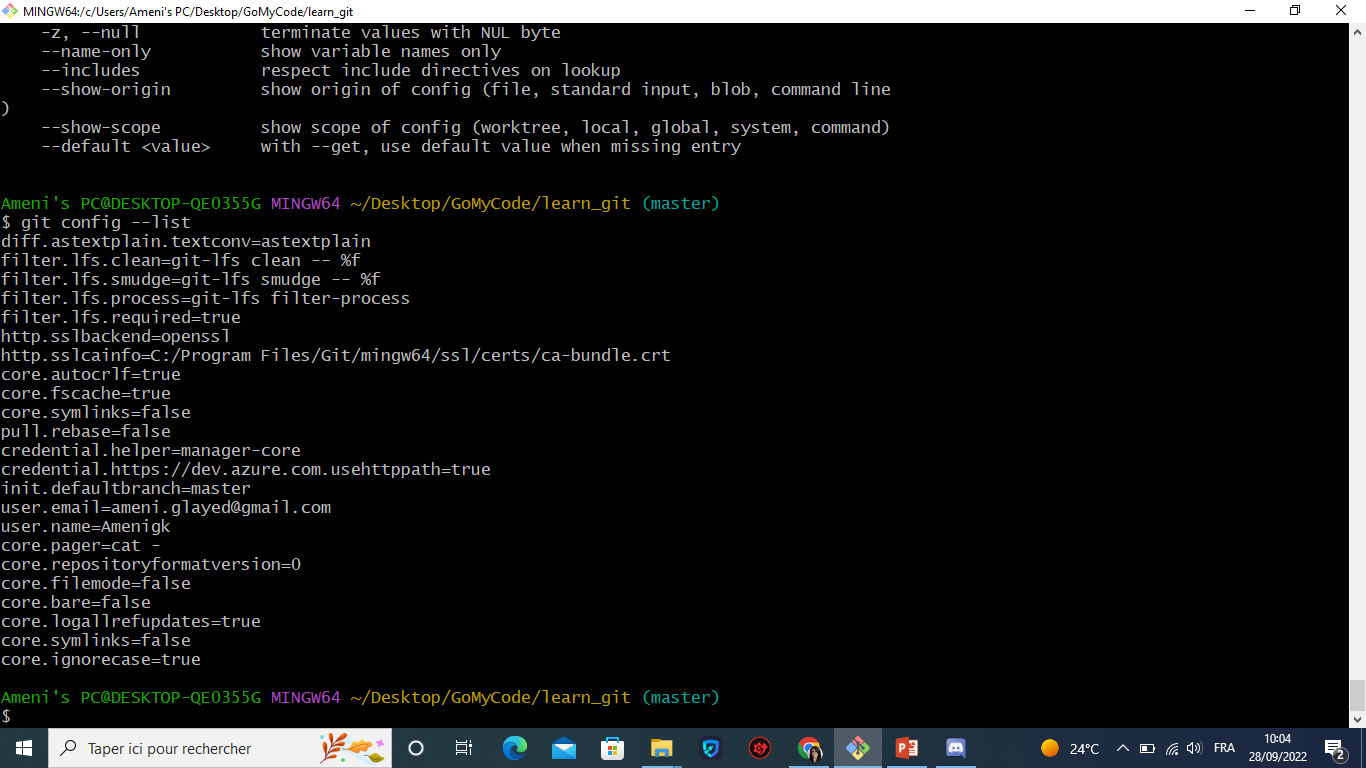 MINGW64:/c/Users/Ameni's PC/Desktop/GoMyCode/learn_git
-z, --null terminate values with NUL byte
--name-only show variable names only
--includes respect include directives on lookup
--show-origin show origin of config (file, standard input, blob, command line
)
--show-scope show scope of config (worktree, local, global, system, command)
--default <value> with --get, use default value when missing entry
Ameni's PC@DESKTOP-QEO355G MINGW64 ~/Desktop/GoMyCode/learn_git (master)
$ git config --list
diff.astextplain.textconv=astextplain
filter.lfs.clean=git-lfs clean -- %f
filter.lfs.smudge=git-lfs smudge -- %f
filter.lfs.process=git-lfs filter-process
filter.lfs.required=true
http.sslbackend=openssl
http.sslcainfo=C:/Program Files/Git/mingw64/ssl/certs/ca-bundle.crt
core.autocrlf=true
core.fscache=true
core.symlinks=false
pull.rebase=false
credential.helper=manager-core
credential.https://dev.azure.com.usehttppath=true
init.defaultbranch=master
user.email=ameni.glayed@gmail.com
user.name=Amenigk
core.pager=cat -
core.repositoryformatversion=0
core.filemode=false
core.bare=false
core.logallrefupdates=true
core.symlinks=false
core.ignorecase=true
Ameni's PC@DESKTOP-QEO355G MINGW64 ~/Desktop/GoMyCode/learn_git (master)
$
Taper ici pour rechercher
24°C
FRA
10:04
28/09/2022
2